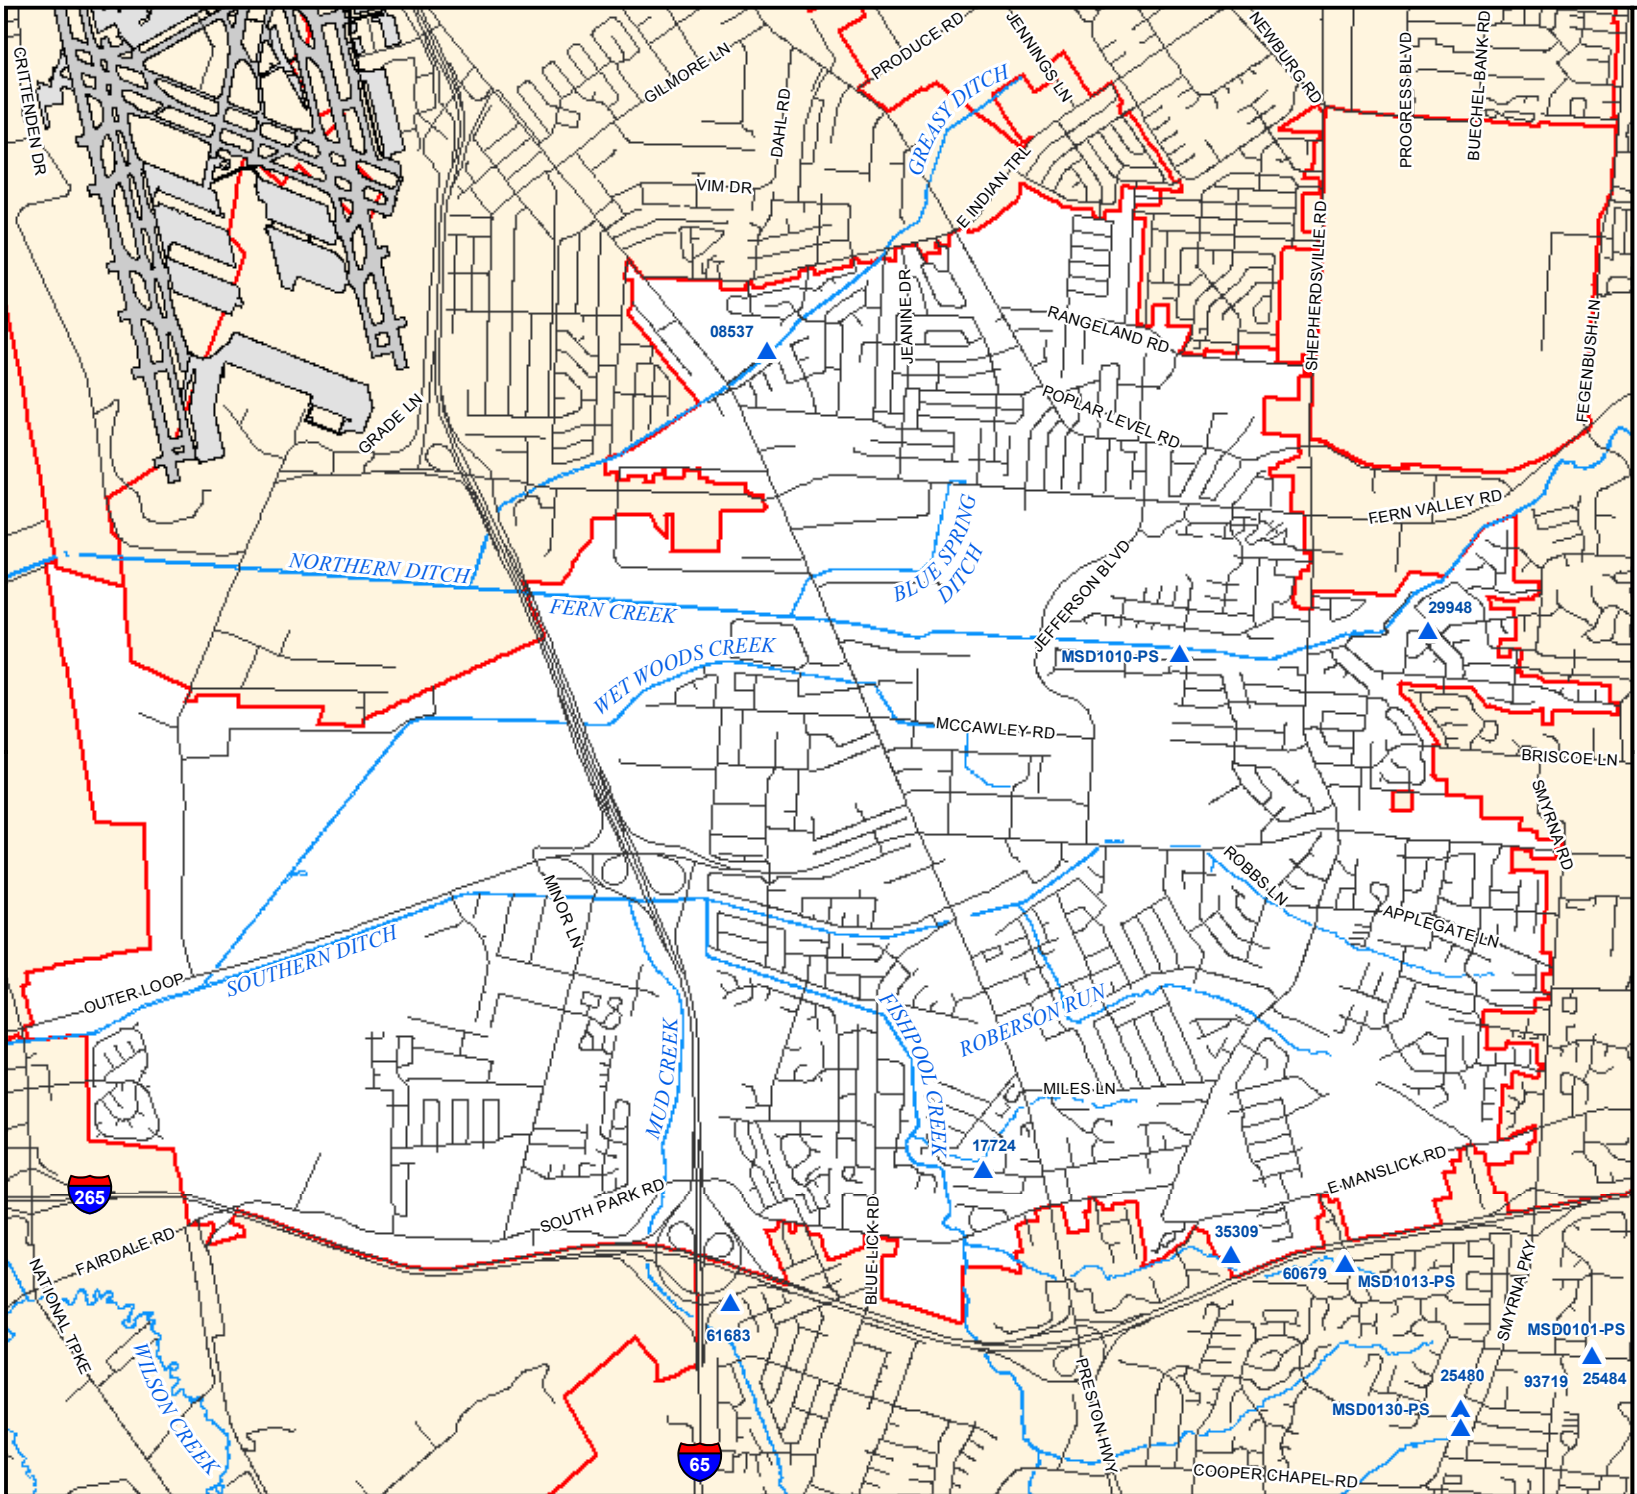 CRITTENDEN DR
GILMORE LN
PRODUCE RD
JENNINGS LN
NEWBURG RD
PROGRESS BLVD
BUECHEL BANK RD
DAHL RD
GREASY DITCH
VIM DR
E INDIAN TRL
SHEPHERDSVILLE RD
FEGENBUSH LN
JEANINE DR
RANGELAND RD
08537
GRADE LN
POPLAR LEVEL RD
FERN VALLEY RD
NORTHERN DITCH
FERN CREEK
BLUE SPRING
DITCH
JEFFERSON BLVD
29948
MSD1010-PS
WET WOODS CREEK
MCCAWLEY RD
BRISCOE LN
SMYRNA RD
MINOR LN
ROBBS LN
APPLEGATE LN
SOUTHERN DITCH
OUTER LOOP
FISHPOOL CREEK
ROBERSON RUN
MUD CREEK
MILES LN
17724
E MANSLICK RD
265
SOUTH PARK RD
BLUE LICK RD
FAIRDALE RD
35309
60679
MSD1013-PS
NATIONAL TPKE
WILSON CREEK
61683
SMYRNA PKY
MSD0101-PS
93719
25484
25480
MSD0130-PS
PRESTON HWY
65
COOPER CHAPEL RD